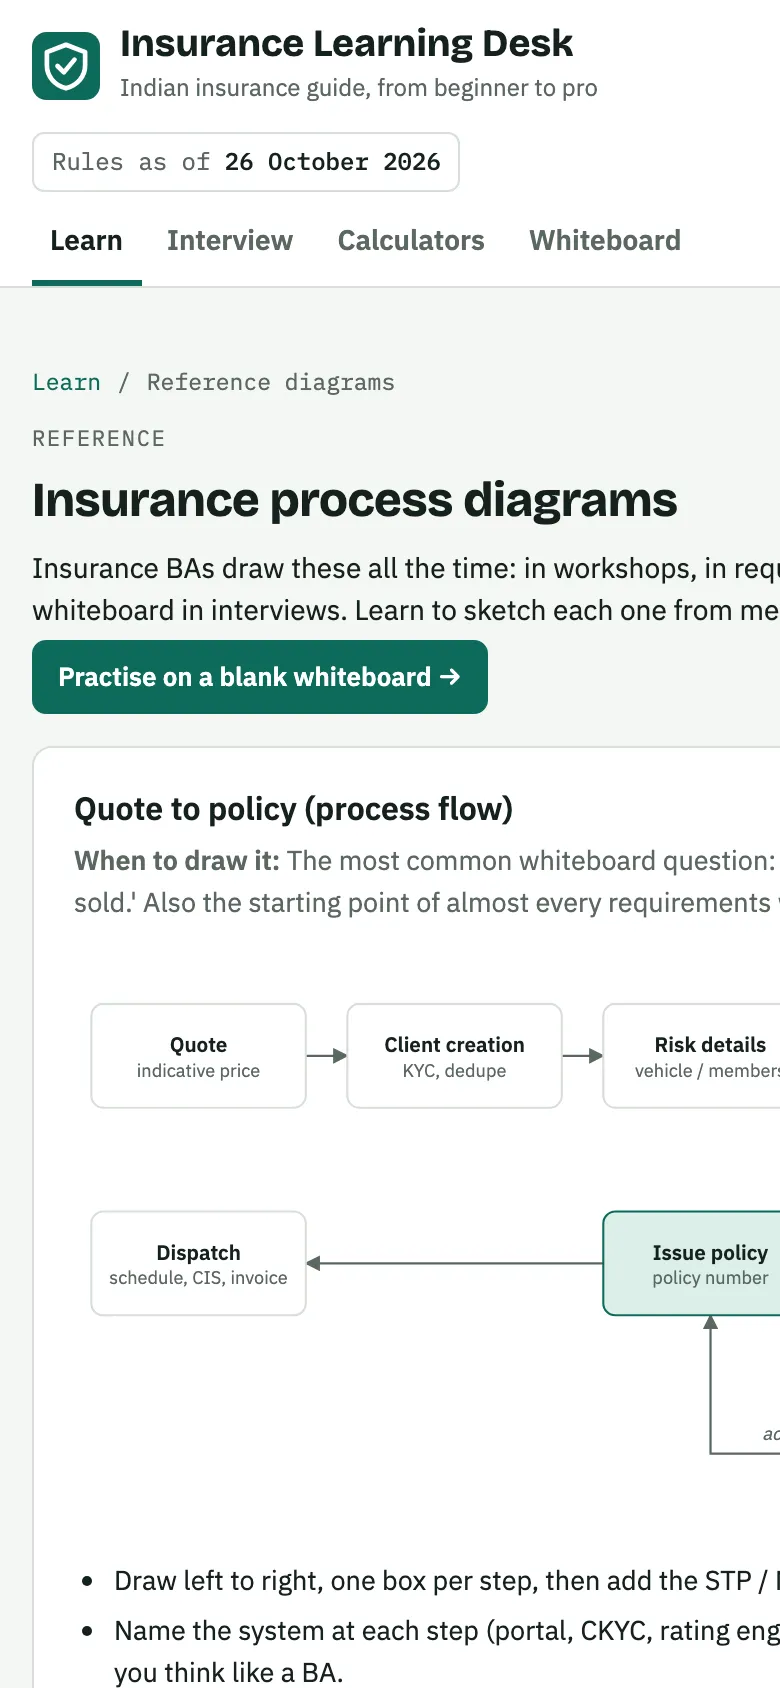 Insurance Learning Desk
Indian insurance guide, from beginner to pro
Rules as of 26 October 2026
Learn Interview Calculators Whiteboard
Learn / Reference diagrams
REFERENCE
Insurance process diagrams
Insurance BAs draw these all the time: in workshops, in
whiteboard in interviews. Learn to sketch each one from
Practise on a blank whiteboard →
Quote to policy (process flow)
When to draw it: The most common whiteboard question:
sold.' Also the starting point of almost every requirements
Quote
indicative price
Client creation
KYC, dedupe
Risk details
vehicle / members
Dispatch
schedule, CIS, invoice
Issue policy
policy number
Draw left to right, one box per step, then add the STP /
Name the system at each step (portal, CKYC, rating
you think like a BA.